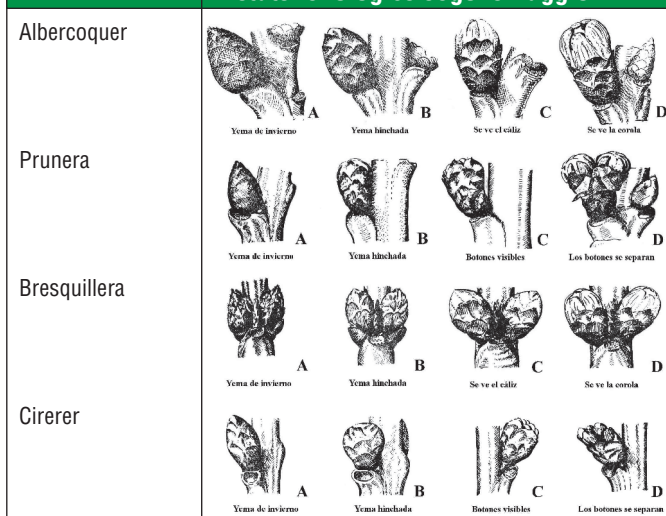 Albercoquer
A
B
C
D
Yema de invierno
Yema hinchada
Se ve el cáliz
Se ve la corola
Prunera
A
B
C
D
Yema de invierno
Yema hinchada
Botones visibles
Los botones se separan
Bresquillera
A
B
C
D
Yema de invierno
Yema hinchada
Se ve el cáliz
Se ve la corola
Cirerer
A
B
C
D
Yema de invierno
Yema hinchada
Botones visibles
Los botones se separan